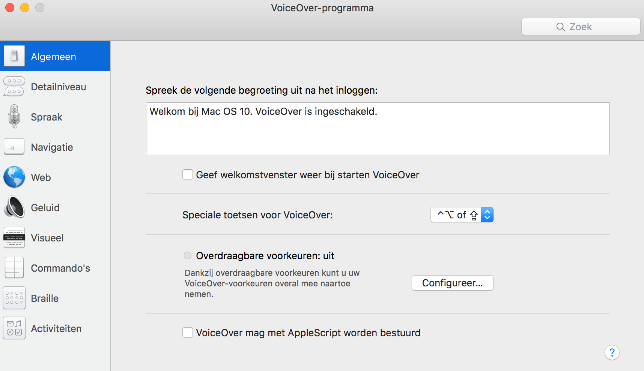 VoiceOver-programma
Zoek
Algemeen
Detailniveau
Spraak
Navigatie
Web
Geluid
Visueel
Commando's
Braille
Activiteiten
Spreek de volgende begroeting uit na het inloggen:
Welkom bij Mac OS 10. VoiceOver is ingeschakeld.
Geef welkomstvenster weer bij starten VoiceOver
Speciale toetsen voor VoiceOver:
⌃⌥ of ⇪
Overdraagbare voorkeuren: uit
Dankzij overdraagbare voorkeuren kunt u uw
VoiceOver-voorkeuren overal mee naartoe
nemen.
Configureer...
VoiceOver mag met AppleScript worden bestuurd
?